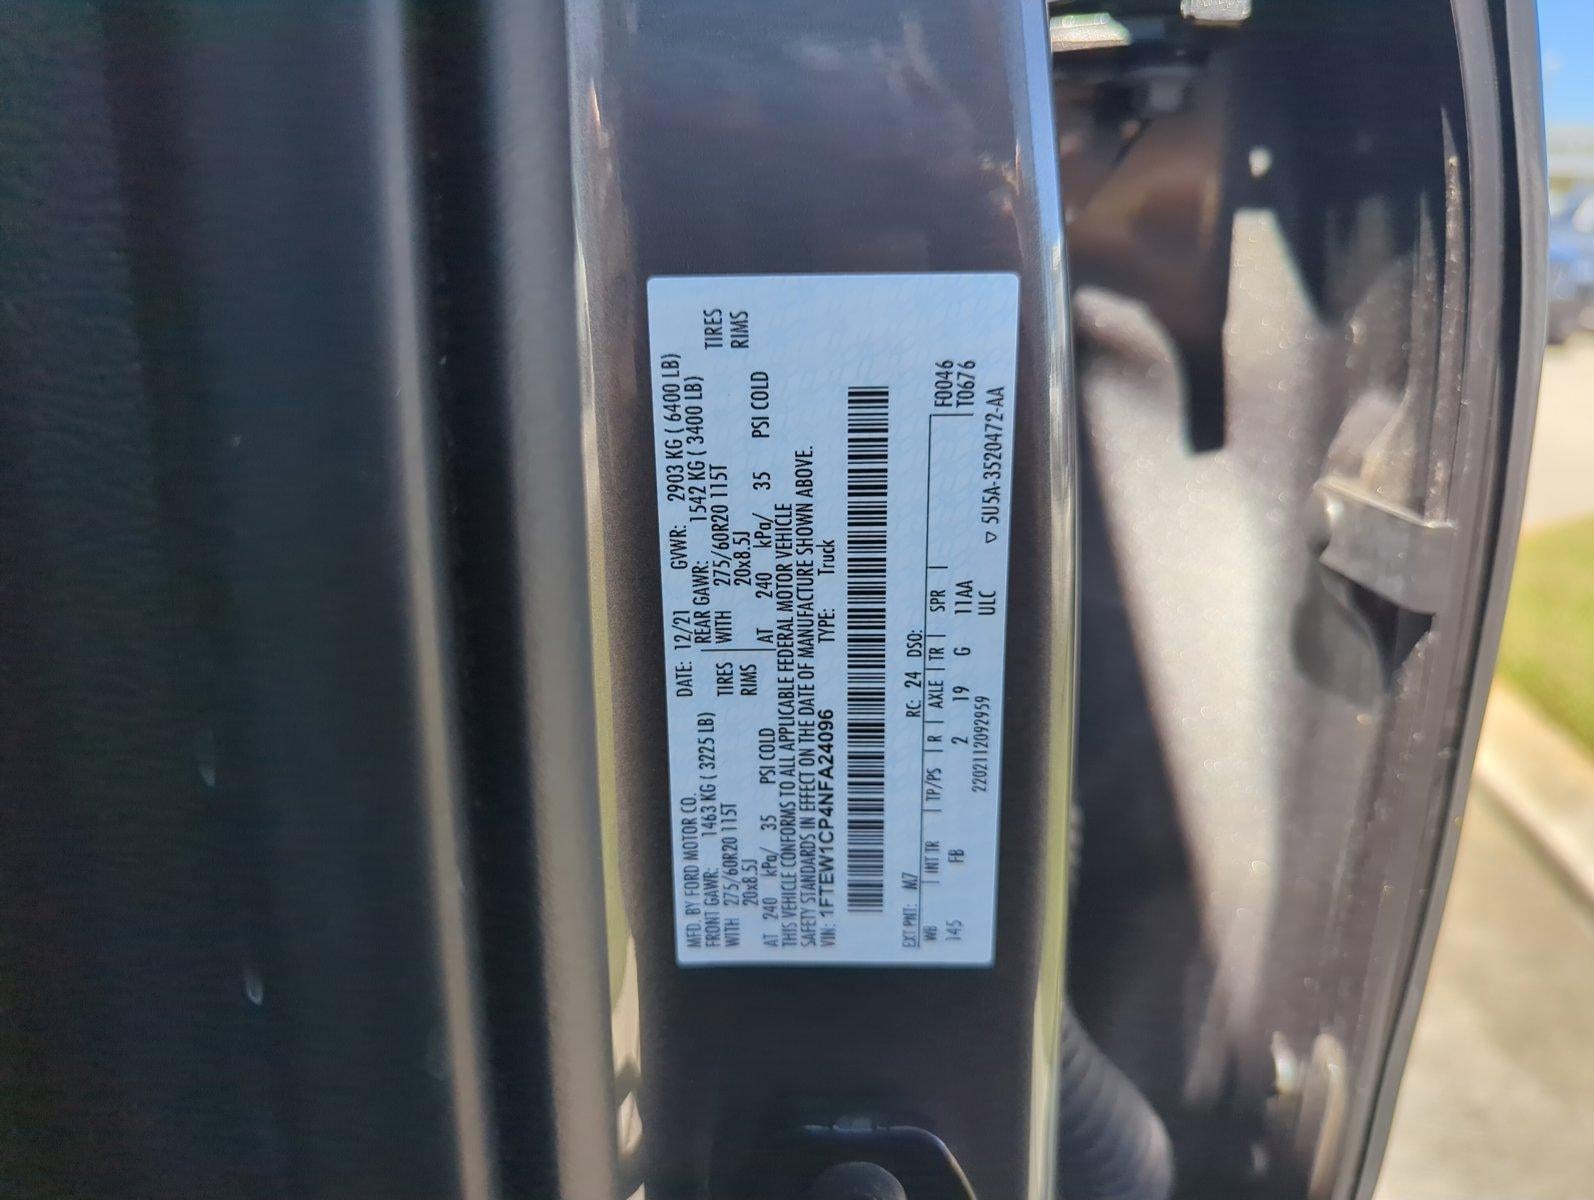 MFD. BY FORD MOTOR CO. DATE: 12/21 GVWR: 2903 KG ( 6400 LB)
FRONT GAWR: 1463 KG ( 3225 LB) REAR GAWR: 1542 KG ( 3400 LB)
WITH 275/60R20 115T TIRES WITH 275/60R20 115T TIRES
20x8.5J RIMS 20x8.5J RIMS
AT 240 kPa/ 35 PSI COLD AT 240 kPa/ 35 PSI COLD
THIS VEHICLE CONFORMS TO ALL APPLICABLE FEDERAL MOTOR VEHICLE
SAFETY STANDARDS IN EFFECT ON THE DATE OF MANUFACTURE SHOWN ABOVE.
VIN: 1FTEW1CP4NFA24096 TYPE: Truck
EXT PNT: M7 RC: 24 DSO: F0046
WB INT TR TP/PS R AXLE TR SPR T0676
145 FB 2 19 G 11AA
2202112092959 ULC ▽ 5U5A-3520472-AA